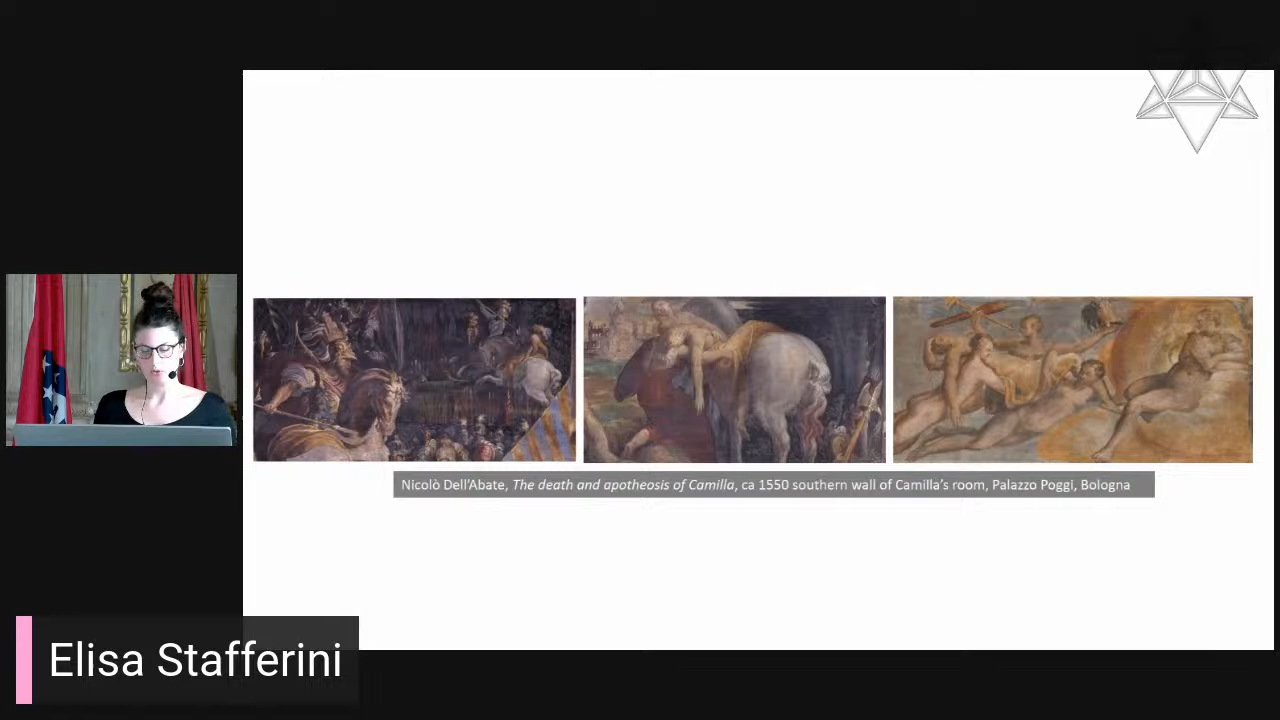 Nicolò Dell'Abate, The death and apotheosis of Camilla, ca 1550 southern wall of Camilla's room, Palazzo Poggi, Bologna
Elisa Stafferini